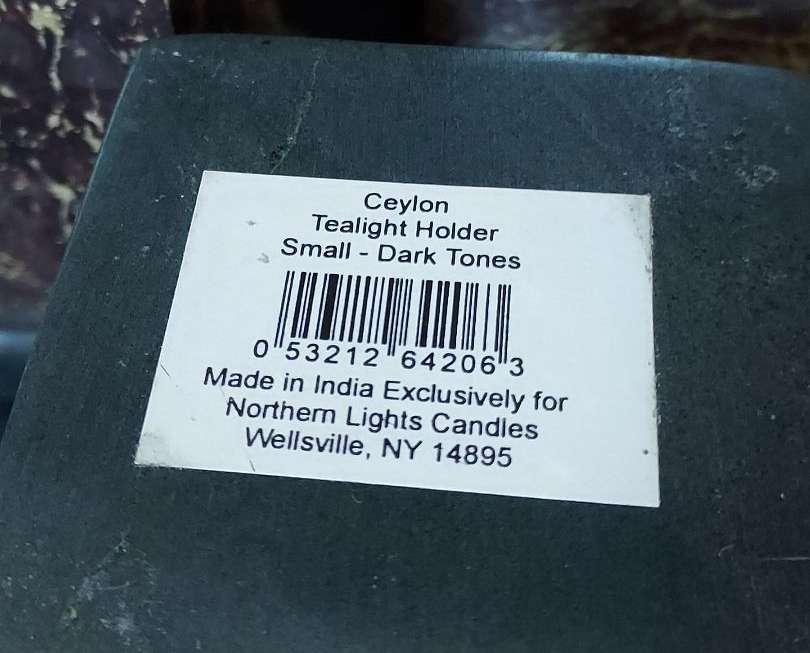 Ceylon
Tealight Holder
Small - Dark Tones
0 53212 64206 3
Made in India Exclusively for
Northern Lights Candles
Wellsville, NY 14895